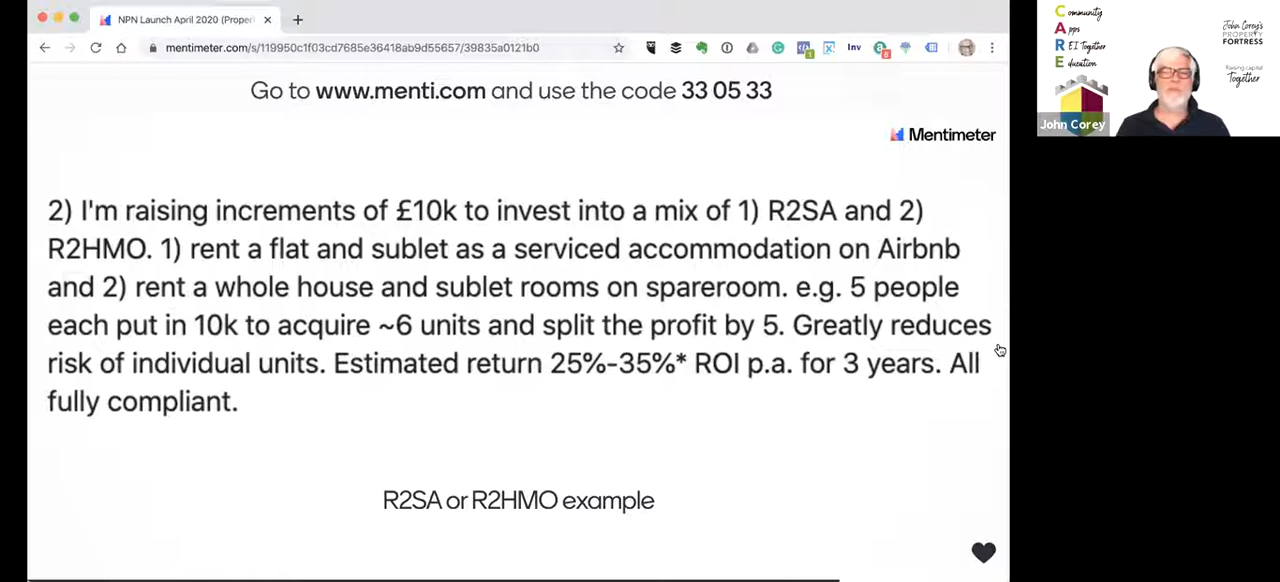 NPN Launch April 2020 (Proper
mentimeter.com/s/119950c1f03cd7685e36418ab9d55657/39835a0121b0
Inv
Go to www.menti.com and use the code 33 05 33
Mentimeter
2) I'm raising increments of £10k to invest into a mix of 1) R2SA and 2)
R2HMO. 1) rent a flat and sublet as a serviced accommodation on Airbnb
and 2) rent a whole house and sublet rooms on spareroom. e.g. 5 people
each put in 10k to acquire ~6 units and split the profit by 5. Greatly reduces
risk of individual units. Estimated return 25%-35%* ROI p.a. for 3 years. All
fully compliant.
R2SA or R2HMO example
Community
Apps
REI Together
Education
John Corey's
PROPERTY
FORTRESS
Raising capital
Together
John Corey